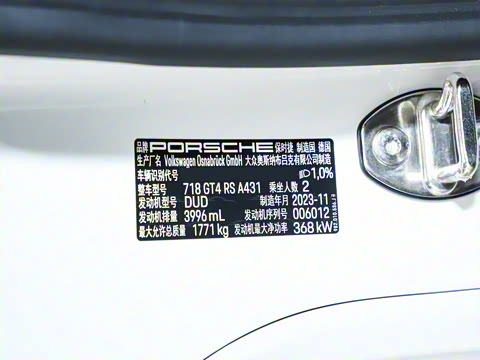 品牌 PORSCHE 保时捷 制造国 德国
生产厂名 Volkswagen Osnabrück GmbH 大众奥斯纳布吕克有限公司制造
车辆识别代号 1,0%
整车型号 718 GT4 RS A431 乘坐人数 2
发动机型号 DUD 制造年月 2023-11
发动机排量 3996 mL 发动机序列号 006012
最大允许总质量 1771 kg 发动机最大净功率 368 kW